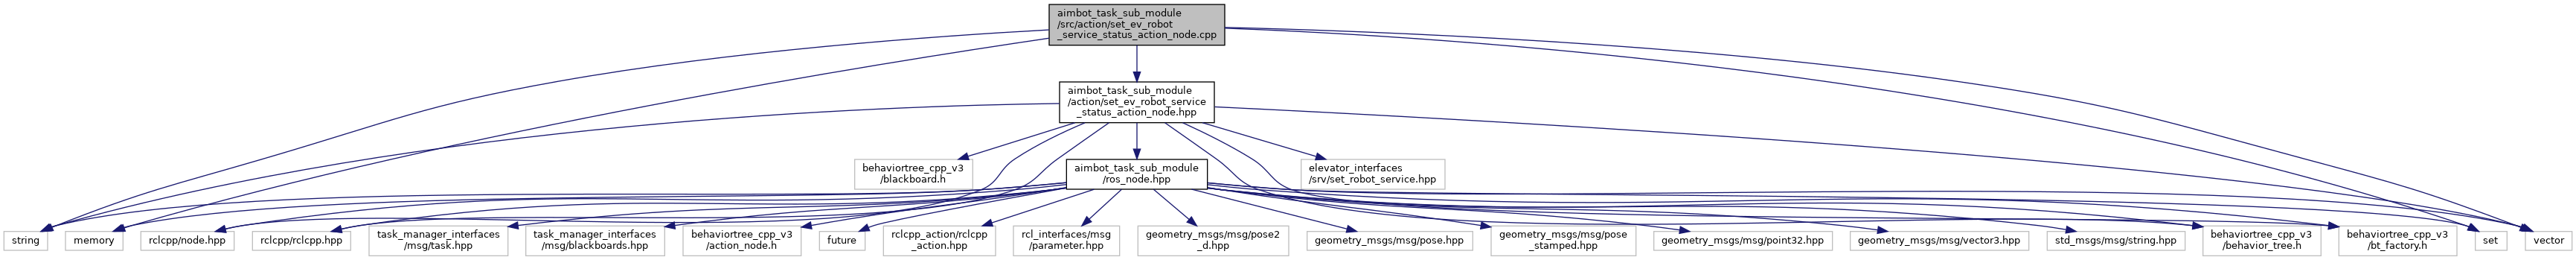 aimbot_task_sub_module
/src/action/set_ev_robot
_service_status_action_node.cpp
aimbot_task_sub_module
/action/set_ev_robot_service
_status_action_node.hpp
behaviortree_cpp_v3
/blackboard.h
aimbot_task_sub_module
/ros_node.hpp
elevator_interfaces
/srv/set_robot_service.hpp
string
memory
rclcpp/node.hpp
rclcpp/rclcpp.hpp
task_manager_interfaces
/msg/task.hpp
task_manager_interfaces
/msg/blackboards.hpp
behaviortree_cpp_v3
/action_node.h
future
rclcpp_action/rclcpp
_action.hpp
rcl_interfaces/msg
/parameter.hpp
geometry_msgs/msg/pose2
_d.hpp
geometry_msgs/msg/pose.hpp
geometry_msgs/msg/pose
_stamped.hpp
geometry_msgs/msg/point32.hpp
geometry_msgs/msg/vector3.hpp
std_msgs/msg/string.hpp
behaviortree_cpp_v3
/behavior_tree.h
behaviortree_cpp_v3
/bt_factory.h
set
vector